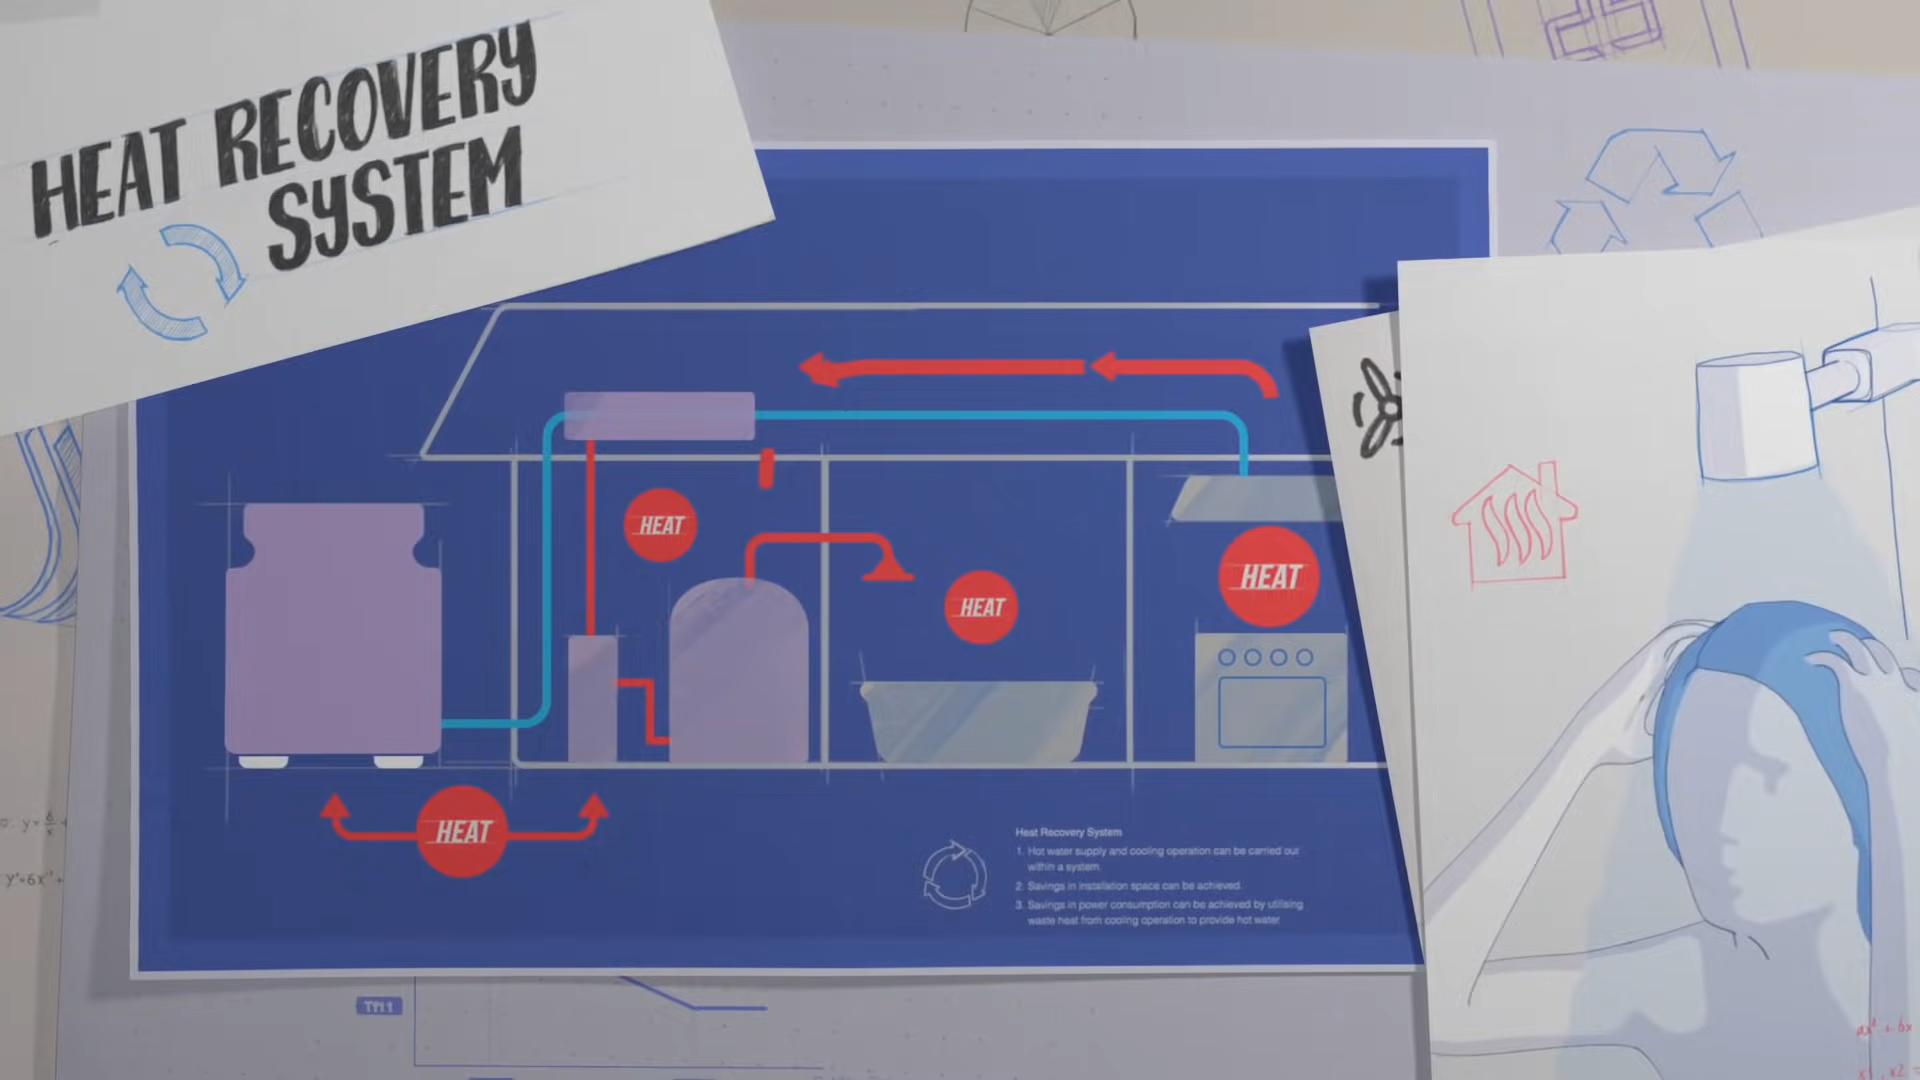 HEAT RECOVERY
SYSTEM
HEAT
HEAT
HEAT
HEAT
Heat Recovery System
1. Hot water supply and cooling operation can be carried out
within a system.
2. Savings in installation space can be achieved.
3. Savings in power consumption can be achieved by utilising
waste heat from cooling operation to provide hot water.